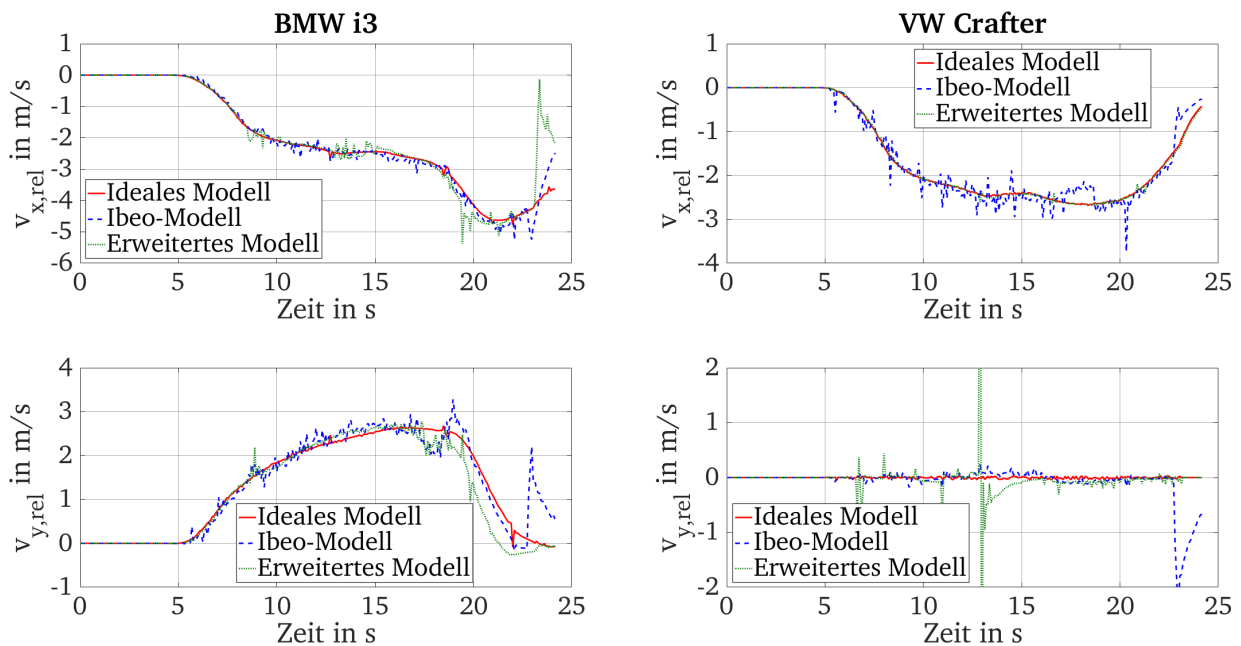 BMW i3
1
0
-1
-2
-3
-4
-5
-6
v_x,rel in m/s
Ideales Modell
Ibeo-Modell
Erweitertes Modell
0 5 10 15 20 25
Zeit in s
VW Crafter
1
0
-1
-2
-3
-4
v_x,rel in m/s
Ideales Modell
Ibeo-Modell
Erweitertes Modell
0 5 10 15 20 25
Zeit in s
4
3
2
1
0
-1
v_y,rel in m/s
Ideales Modell
Ibeo-Modell
Erweitertes Modell
0 5 10 15 20 25
Zeit in s
2
1
0
-1
-2
v_y,rel in m/s
Ideales Modell
Ibeo-Modell
Erweitertes Modell
0 5 10 15 20 25
Zeit in s